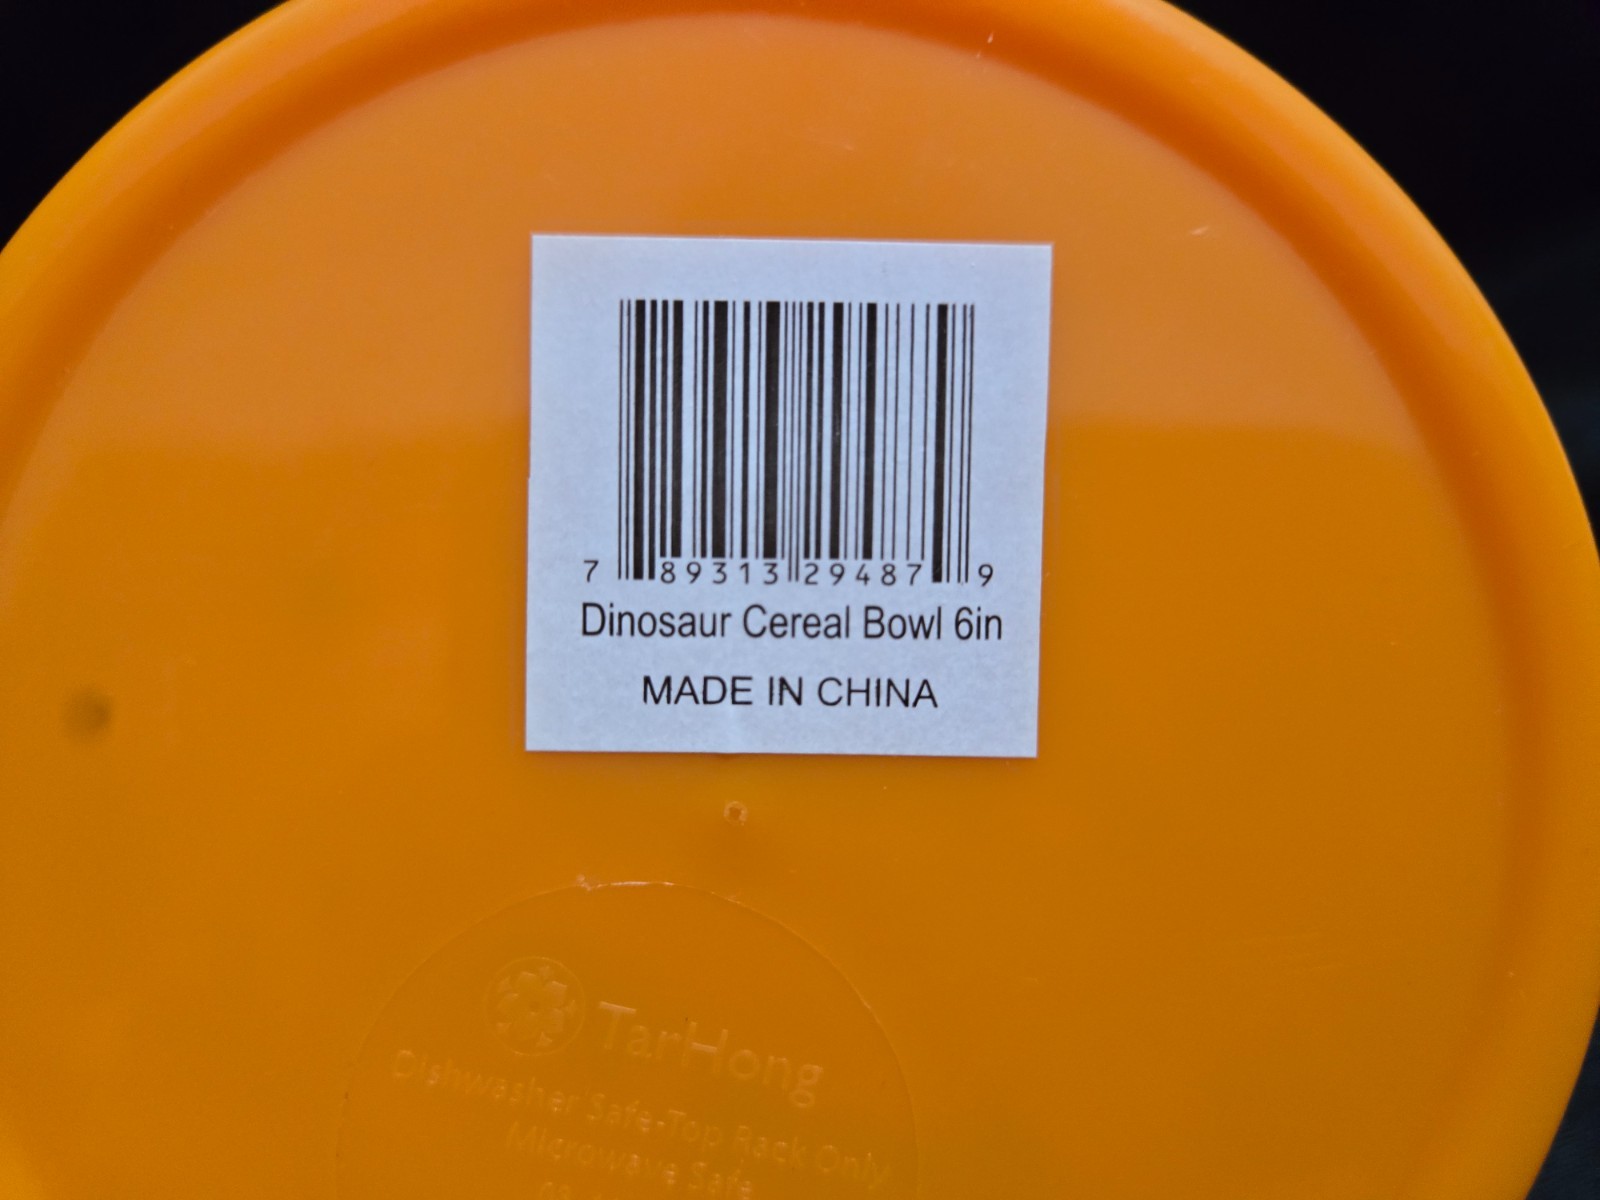 7 89313 29487 9
Dinosaur Cereal Bowl 6in
MADE IN CHINA
TarHong
Dishwasher Safe-Top Rack Only
Microwave Safe